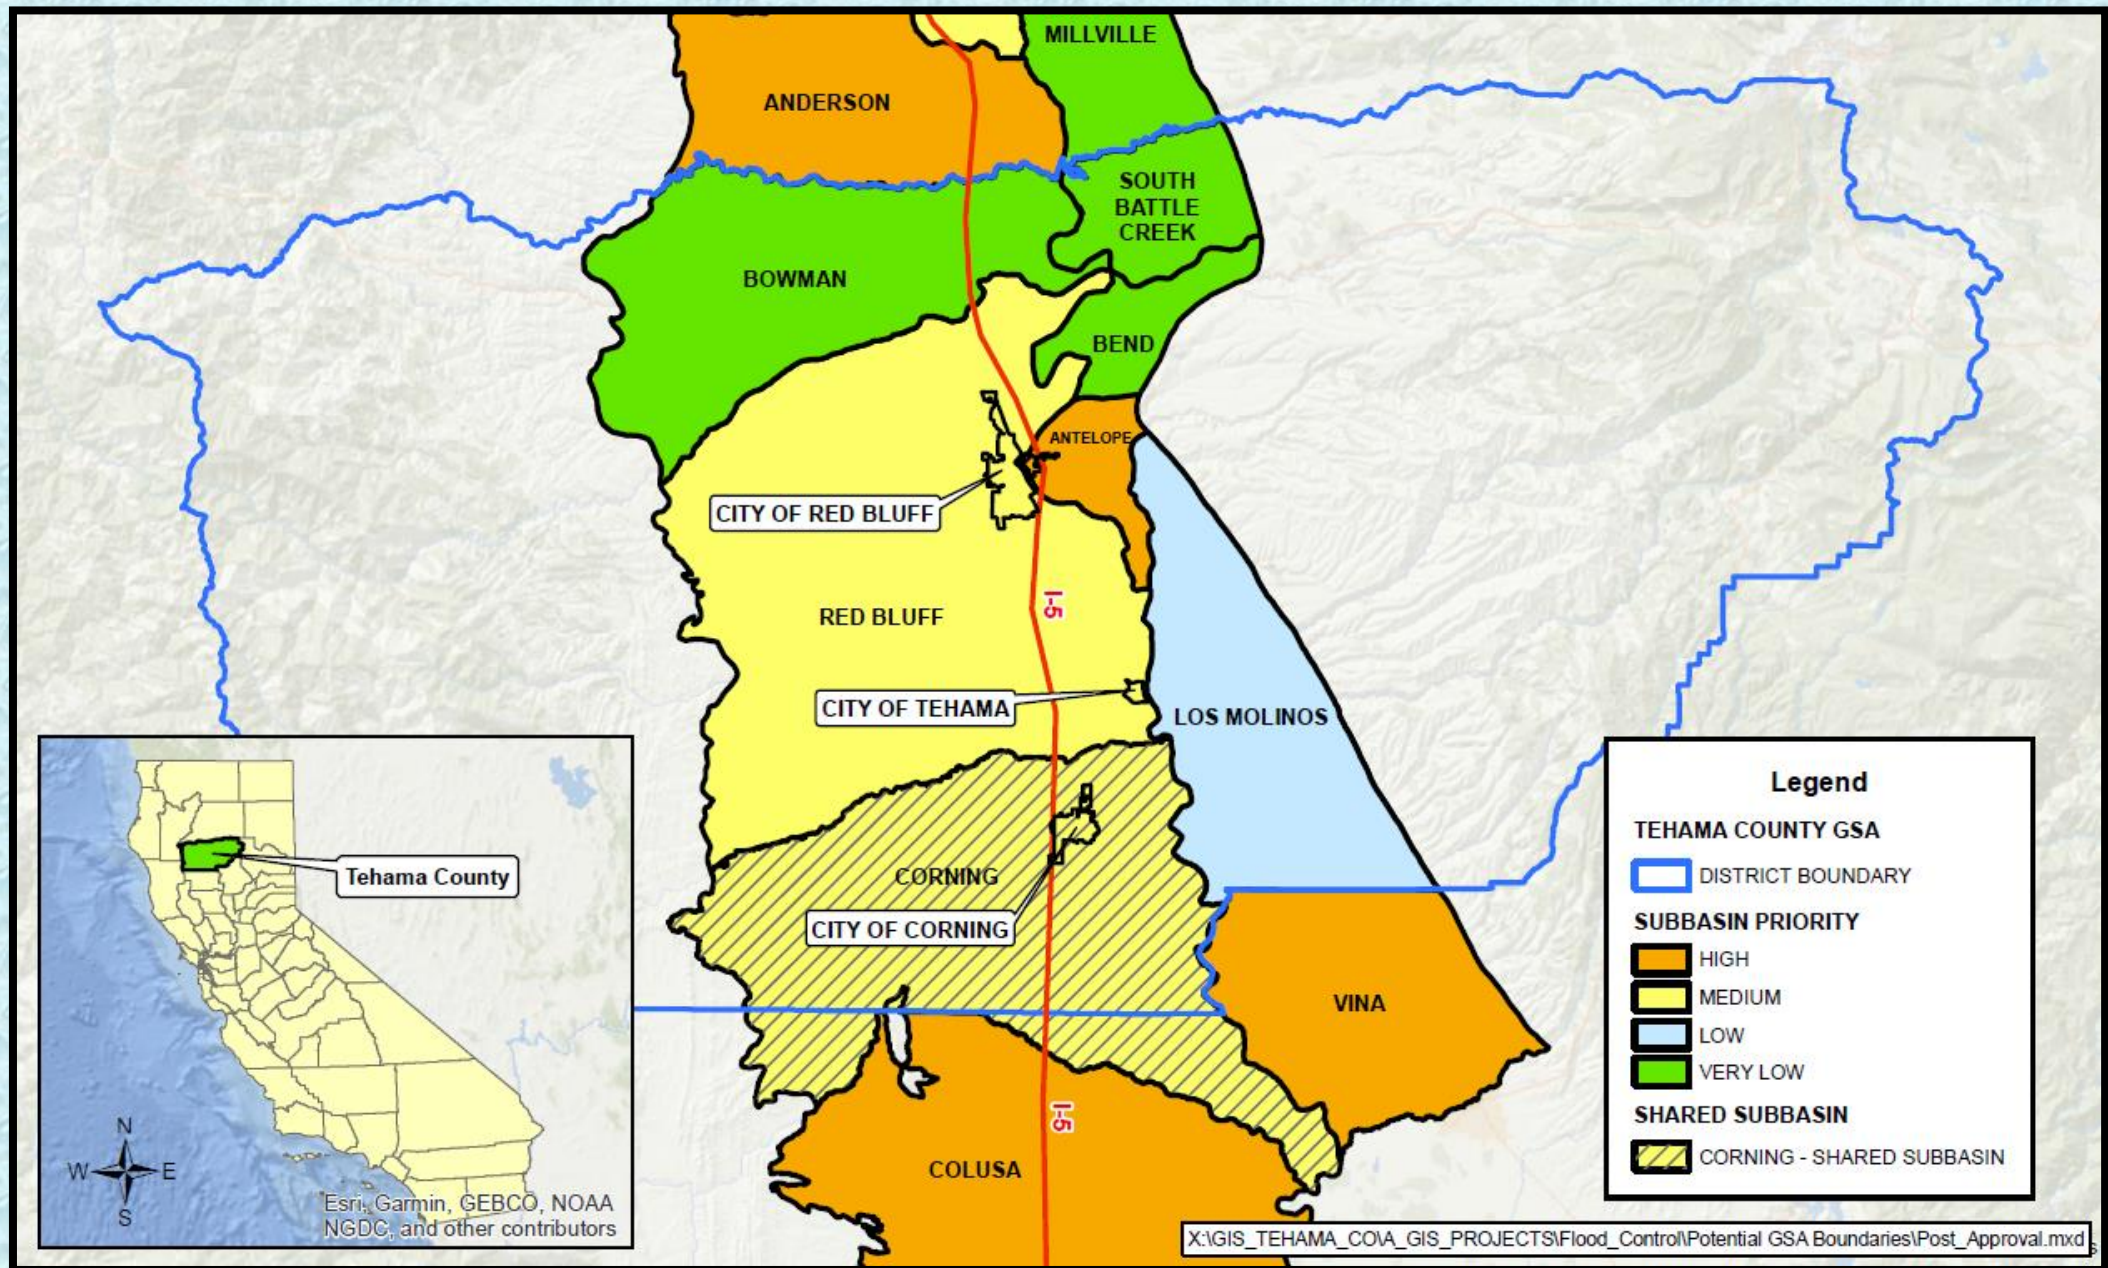 MILLVILLE
ANDERSON
SOUTH
BATTLE
CREEK
BOWMAN
BEND
ANTELOPE
CITY OF RED BLUFF
I-5
RED BLUFF
CITY OF TEHAMA
LOS MOLINOS
CORNING
CITY OF CORNING
VINA
I-5
COLUSA
Tehama County
N
W E
S
Esri, Garmin, GEBCO, NOAA
NGDC, and other contributors
Legend
TEHAMA COUNTY GSA
DISTRICT BOUNDARY
SUBBASIN PRIORITY
HIGH
MEDIUM
LOW
VERY LOW
SHARED SUBBASIN
CORNING - SHARED SUBBASIN
X:\GIS_TEHAMA_CO\A_GIS_PROJECTS\Flood_Control\Potential GSA Boundaries\Post_Approval.mxd